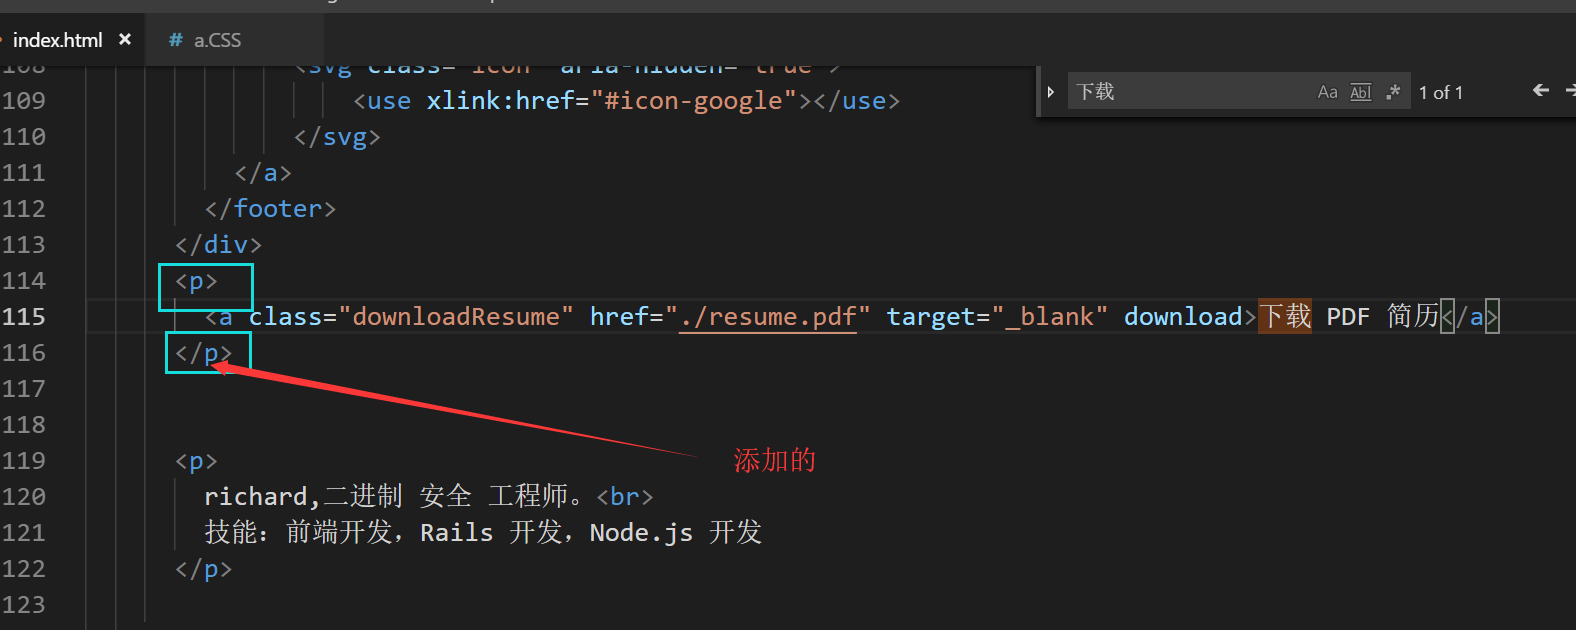 index.html × # a.CSS
108 <svg class="icon" aria-hidden="true">
109 <use xlink:href="#icon-google"></use>
下载 Aa Abl .* 1 of 1
110 </svg>
111 </a>
112 </footer>
113 </div>
114 <p>
115 <a class="downloadResume" href="./resume.pdf" target="_blank" download>下载 PDF 简历</a>
116 </p>
117
118
添加的
119 <p>
120 richard,二进制 安全 工程师。<br>
121 技能：前端开发，Rails 开发，Node.js 开发
122 </p>
123